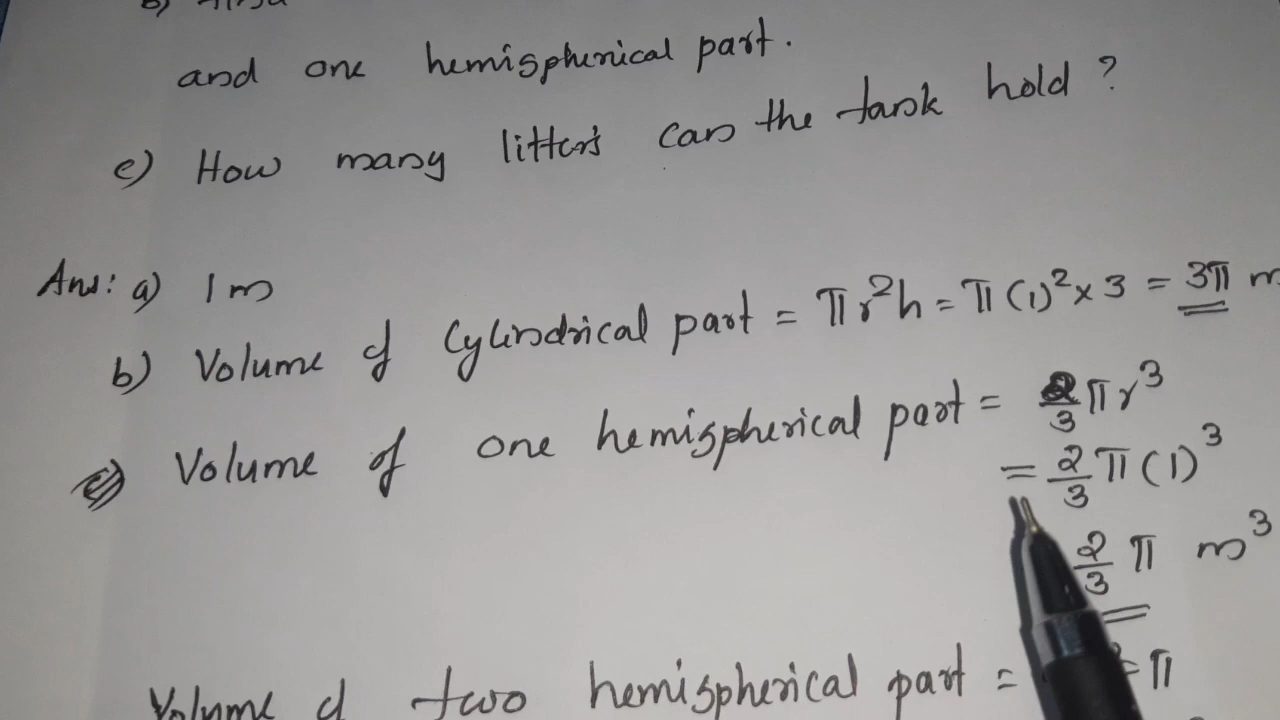 b)
and one hemispherical part.
c) How many litters can the tank hold ?
Ans: a) 1 m
b) Volume of Cylindrical part = πr²h = π(1)²x3 = 3π m
Volume of one hemispherical part = 2/3 πr³
= 2/3 π(1)³
2/3 π m³
Volume of two hemispherical part = π